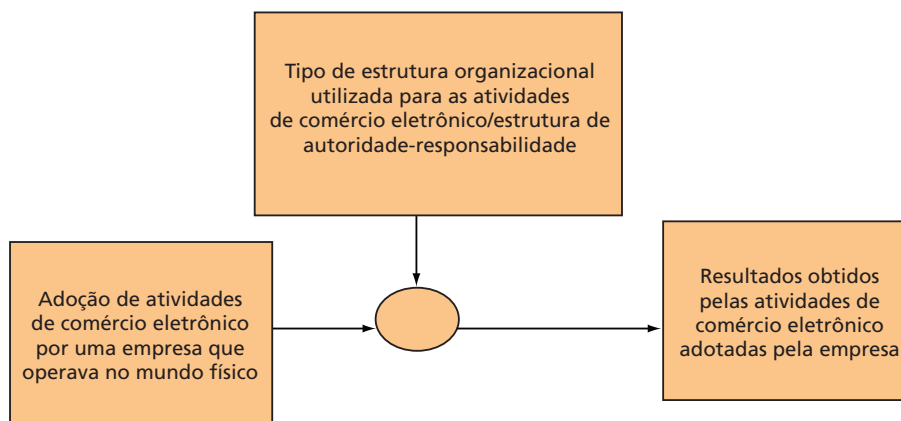 Tipo de estrutura organizacional
utilizada para as atividades
de comércio eletrônico/estrutura de
autoridade-responsabilidade
Adoção de atividades
de comércio eletrônico
por uma empresa que
operava no mundo físico
Resultados obtidos
pelas atividades de
comércio eletrônico
adotadas pela empresa